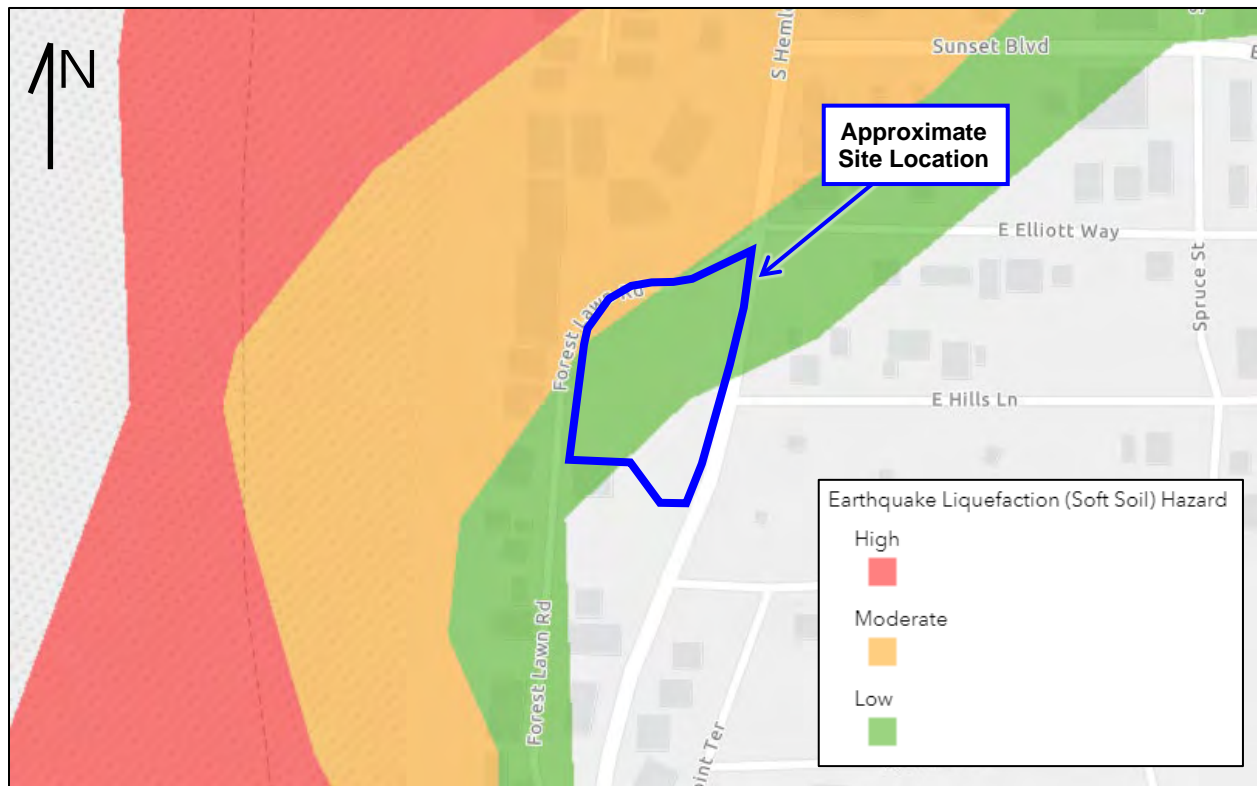 N
Sunset Blvd
S Heml
Approximate
Site Location
E Elliott Way
Spruce St
Forest Lawn Rd
E Hills Ln
Earthquake Liquefaction (Soft Soil) Hazard
High
Moderate
Low
Forest Lawn Rd
oint Ter